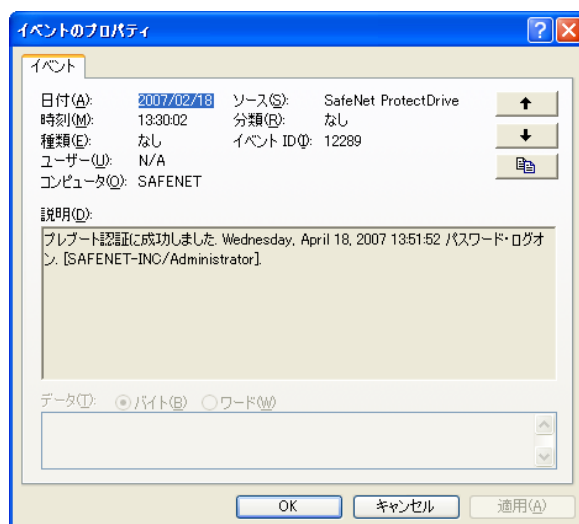 イベントのプロパティ
イベント
日付(A): 2007/02/18 ソース(S): SafeNet ProtectDrive
時刻(M): 13:30:02 分類(R): なし
種類(E): なし イベント ID(I): 12289
ユーザー(U): N/A
コンピュータ(O): SAFENET
説明(D):
プレブート認証に成功しました. Wednesday, April 18, 2007 13:51:52 パスワード・ログオ
ン. [SAFENET-INC/Administrator].
データ(T): バイト(B) ワード(W)
OK キャンセル 適用(A)